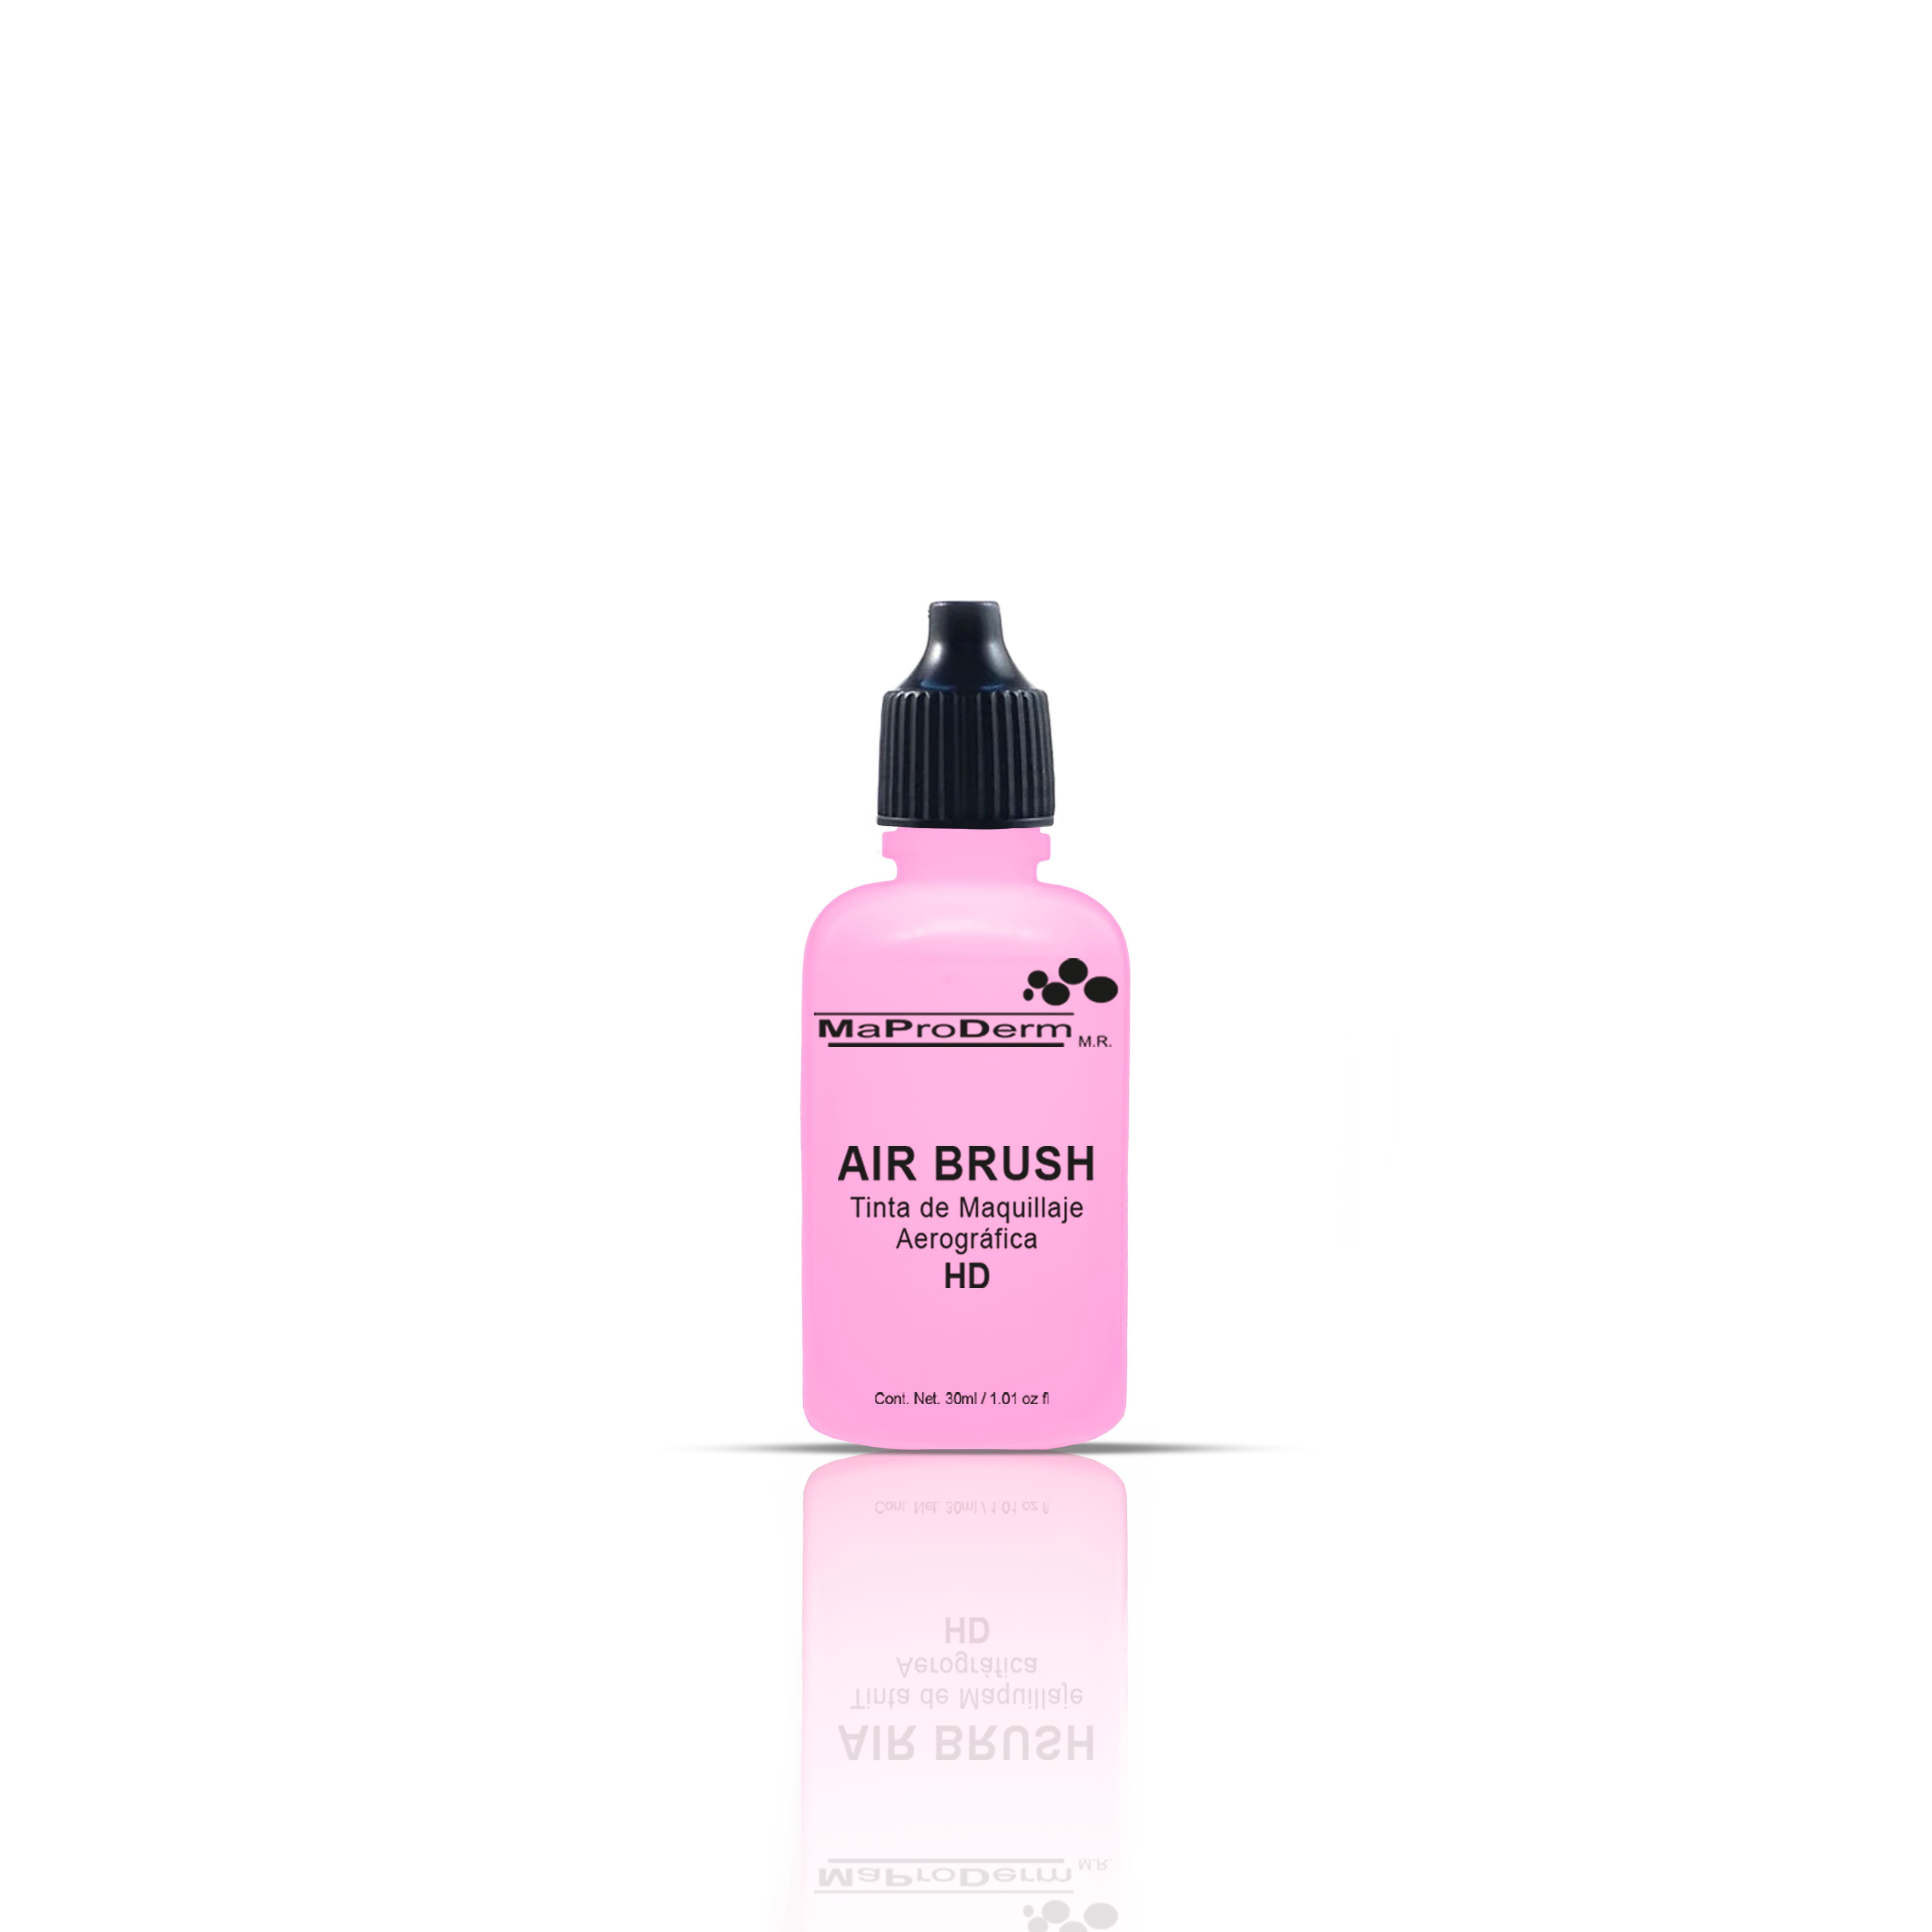 MaProDerm M.R.
AIR BRUSH
Tinta de Maquillaje
Aerográfica
HD
Cont. Net. 30ml / 1.01 oz fl